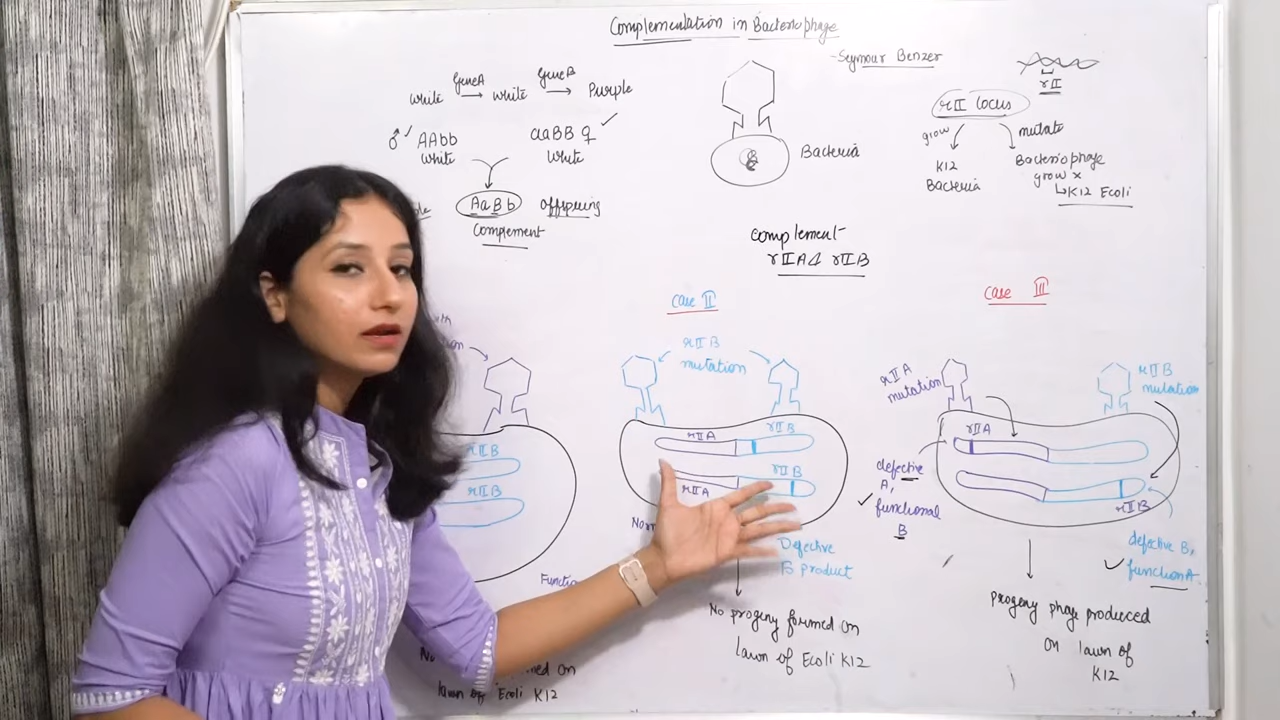 Complementation in Bacteriophage
-Seymour Benzer
GeneA GeneB
white → white → Purple
♂ AAbb aaBB ♀
white white
AaBb offspring
Complement
Bacteria
rII
rII locus
grow mutate
K12
Bacteria
Bacteriophage
grow x
↳K12 Ecoli
Complement
rIIA & rIIB
rIIB
rIIB
No
lawn of Ecoli K12
Case II
rIIB
mutation
rIIA rIIB
rIIB
rIIA
Defective
B product
No progeny formed on
lawn of Ecoli K12
Case III
rIIA
mutation
rIIB
mutation
rIIA
rIIB
defective
A,
functional
B
defective B,
function A
Progeny phage produced
on lawn of
K12